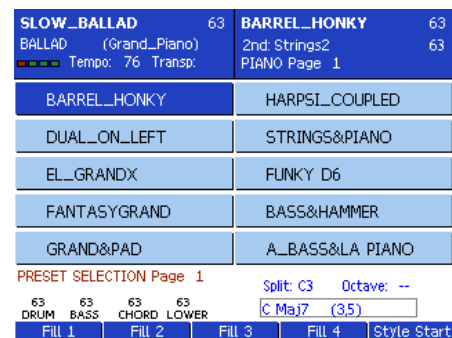 SLOW_BALLAD 63
BALLAD (Grand_Piano)
Tempo: 76 Transp:
BARREL_HONKY 63
2nd: Strings2 63
PIANO Page 1
BARREL_HONKY HARPSI_COUPLED
DUAL_ON_LEFT STRINGS&PIANO
EL_GRANDX FUNKY D6
FANTASYGRAND BASS&HAMMER
GRAND&PAD A_BASS&LA PIANO
PRESET SELECTION Page 1
Split: C3 Octave: --
63 63 63 63
DRUM BASS CHORD LOWER
C Maj7 (3,5)
Fill 1 Fill 2 Fill 3 Fill 4 Style Start